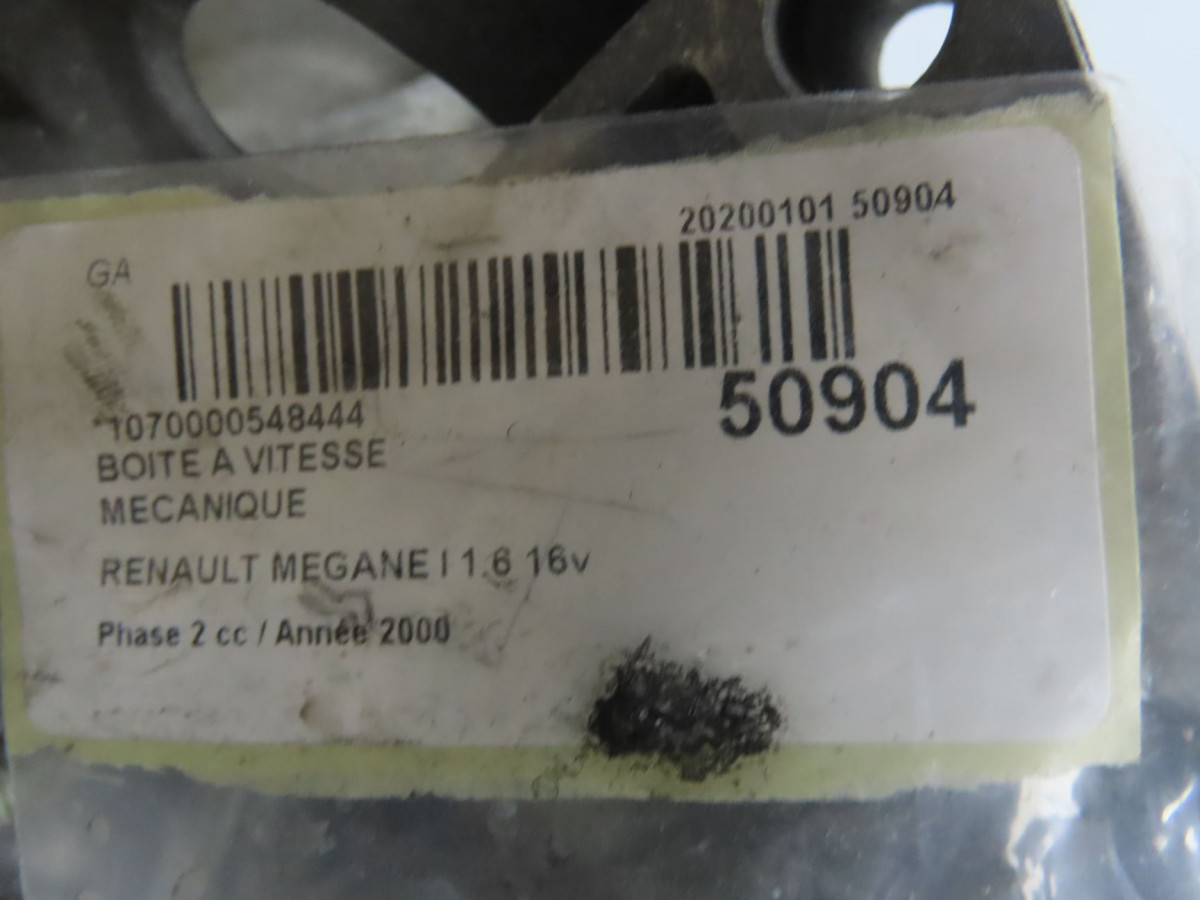 20200101 50904
GA
1070000548444
50904
BOITE A VITESSE
MECANIQUE
RENAULT MEGANE I 1.6 16v
Phase 2 cc / Année 2000